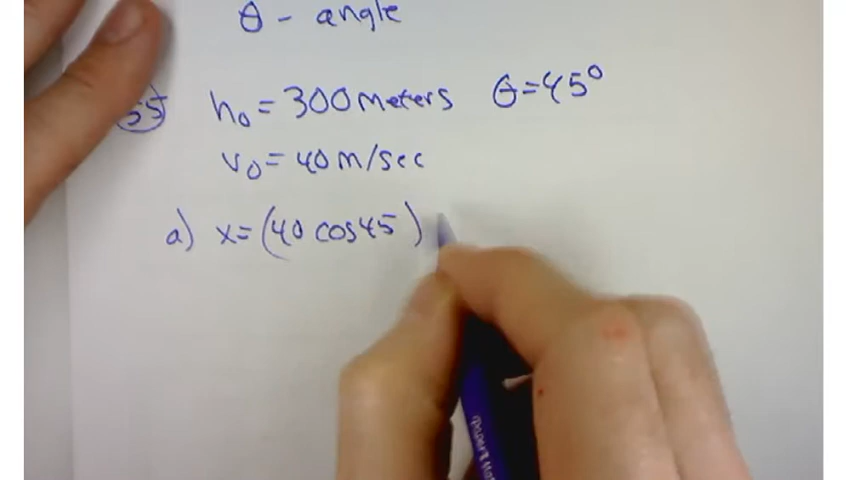 θ - angle
55 h₀ = 300 meters θ = 45°
v₀ = 40 m/sec
a) x = (40 cos 45)